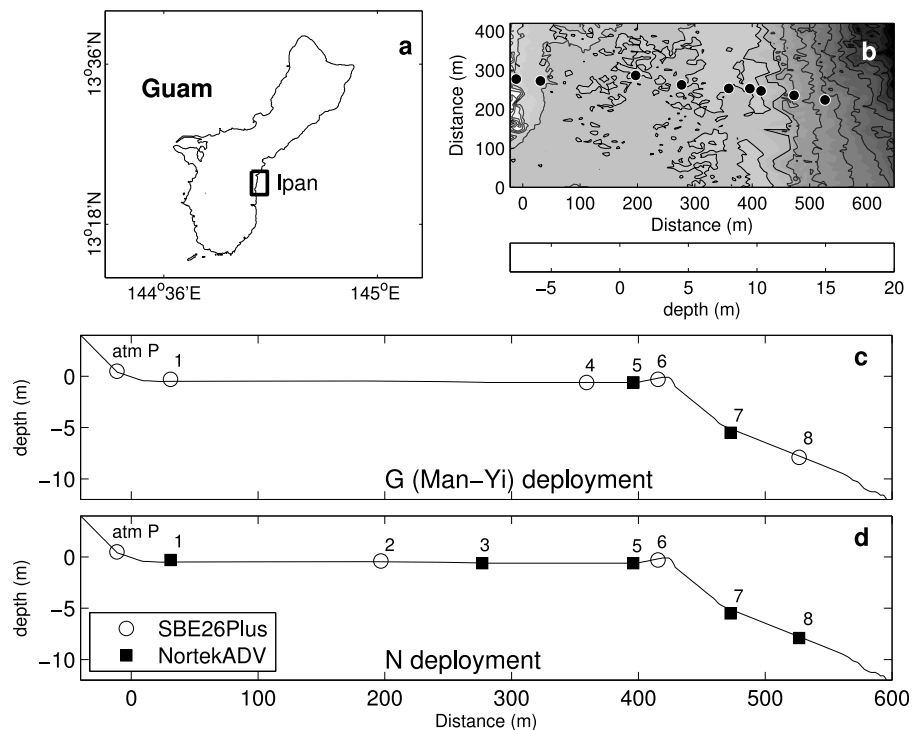 a
Guam
Ipan
13°36'N
13°18'N
144°36'E
145°E
b
Distance (m)
400
300
200
100
0
0
100
200
300
400
500
600
Distance (m)
−5
0
5
10
15
20
depth (m)
c
atm P
1
4
5
6
7
8
depth (m)
0
−5
−10
G (Man−Yi) deployment
d
atm P
1
2
3
5
6
7
8
depth (m)
0
−5
−10
SBE26Plus
NortekADV
N deployment
0
100
200
300
400
500
600
Distance (m)